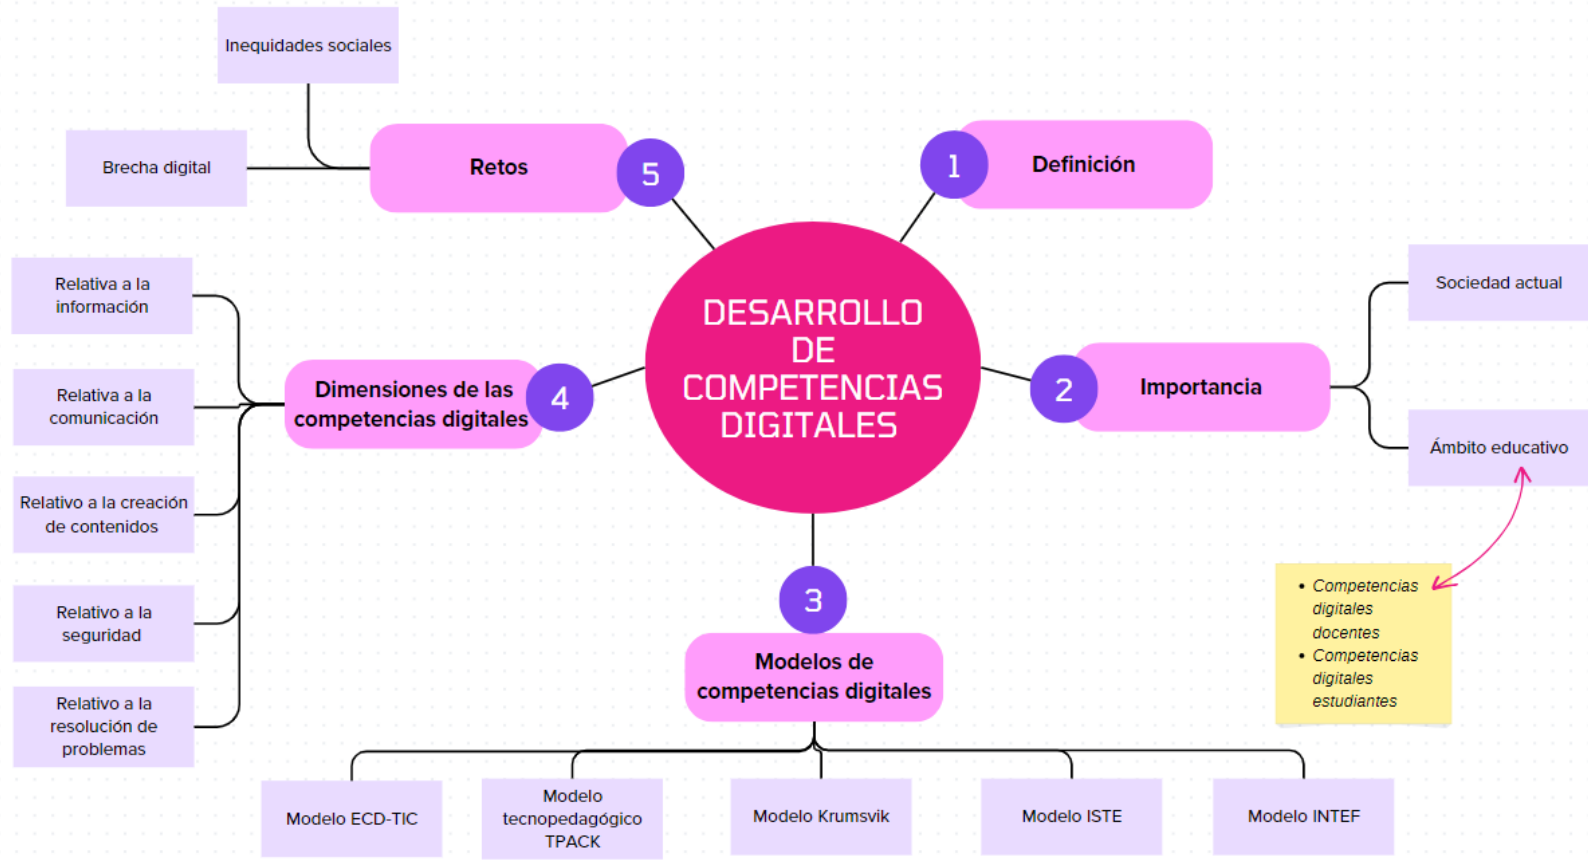 DESARROLLO
DE
COMPETENCIAS
DIGITALES
1
Definición
2
Importancia
Sociedad actual
Ámbito educativo
• Competencias
digitales
docentes
• Competencias
digitales
estudiantes
3
Modelos de
competencias digitales
Modelo ECD-TIC
Modelo
tecnopedagógico
TPACK
Modelo Krumsvik
Modelo ISTE
Modelo INTEF
4
Dimensiones de las
competencias digitales
Relativa a la
información
Relativa a la
comunicación
Relativo a la creación
de contenidos
Relativo a la
seguridad
Relativo a la
resolución de
problemas
5
Retos
Inequidades sociales
Brecha digital